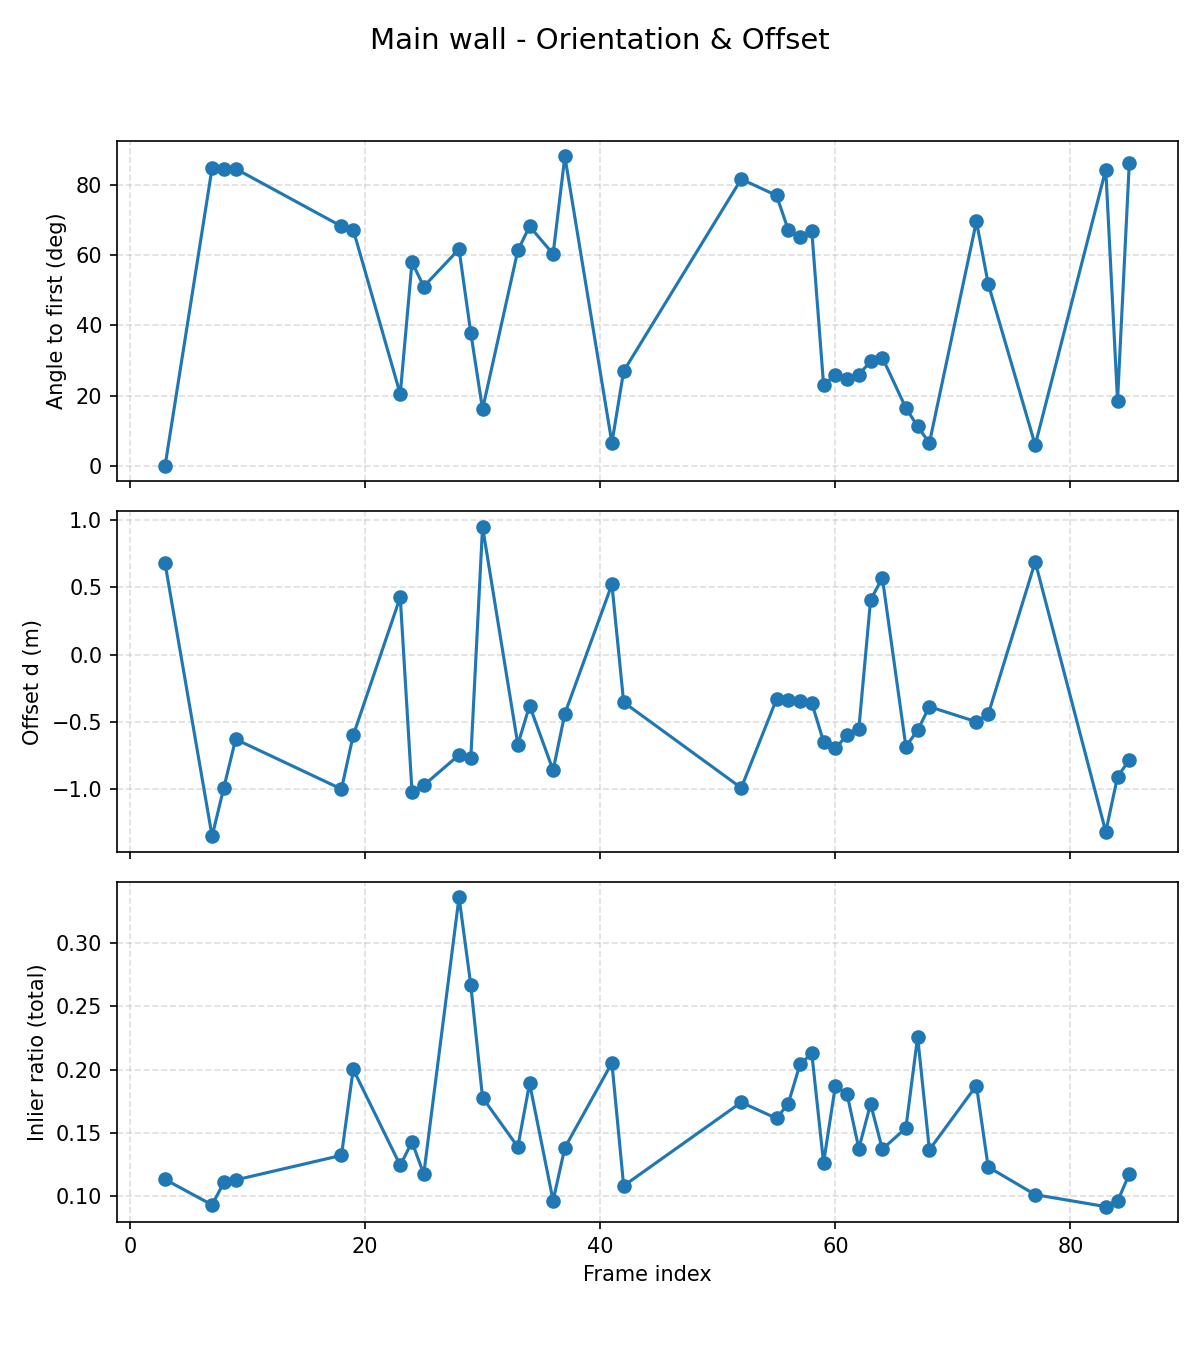 Main wall - Orientation & Offset
80
60
40
20
0
Angle to first (deg)
1.0
0.5
0.0
−0.5
−1.0
Offset d (m)
0.30
0.25
0.20
0.15
0.10
Inlier ratio (total)
0 20 40 60 80
Frame index